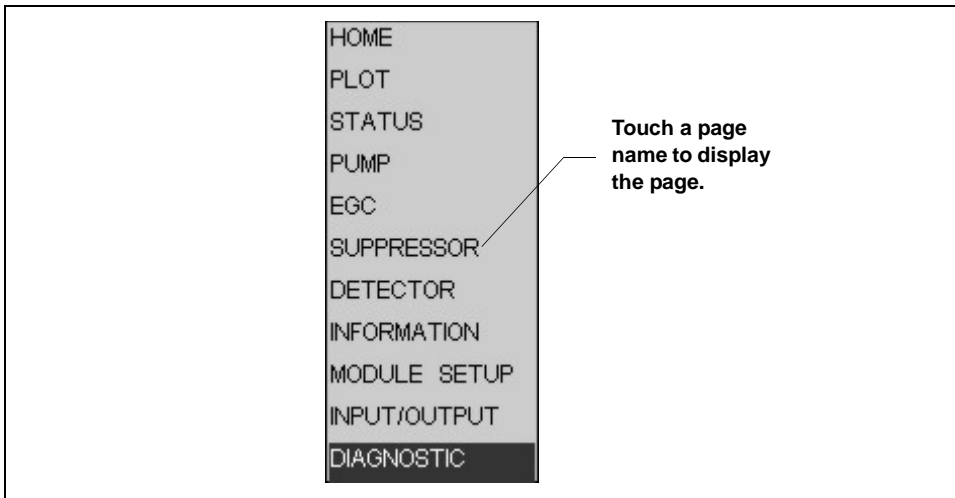 HOME
PLOT
STATUS
PUMP
EGC
SUPPRESSOR
DETECTOR
INFORMATION
MODULE SETUP
INPUT/OUTPUT
DIAGNOSTIC
Touch a page
name to display
the page.